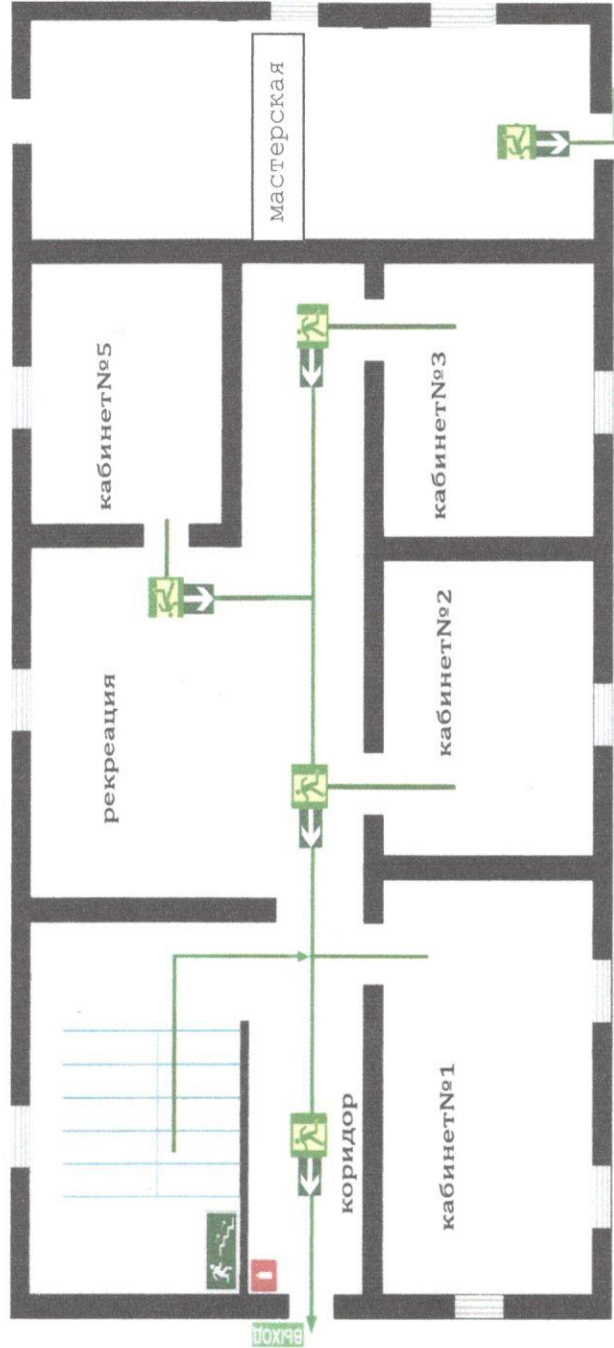 мастерская
кабинет№5
рекреация
кабинет№3
кабинет№2
кабинет№1
коридор
ВЫХОД